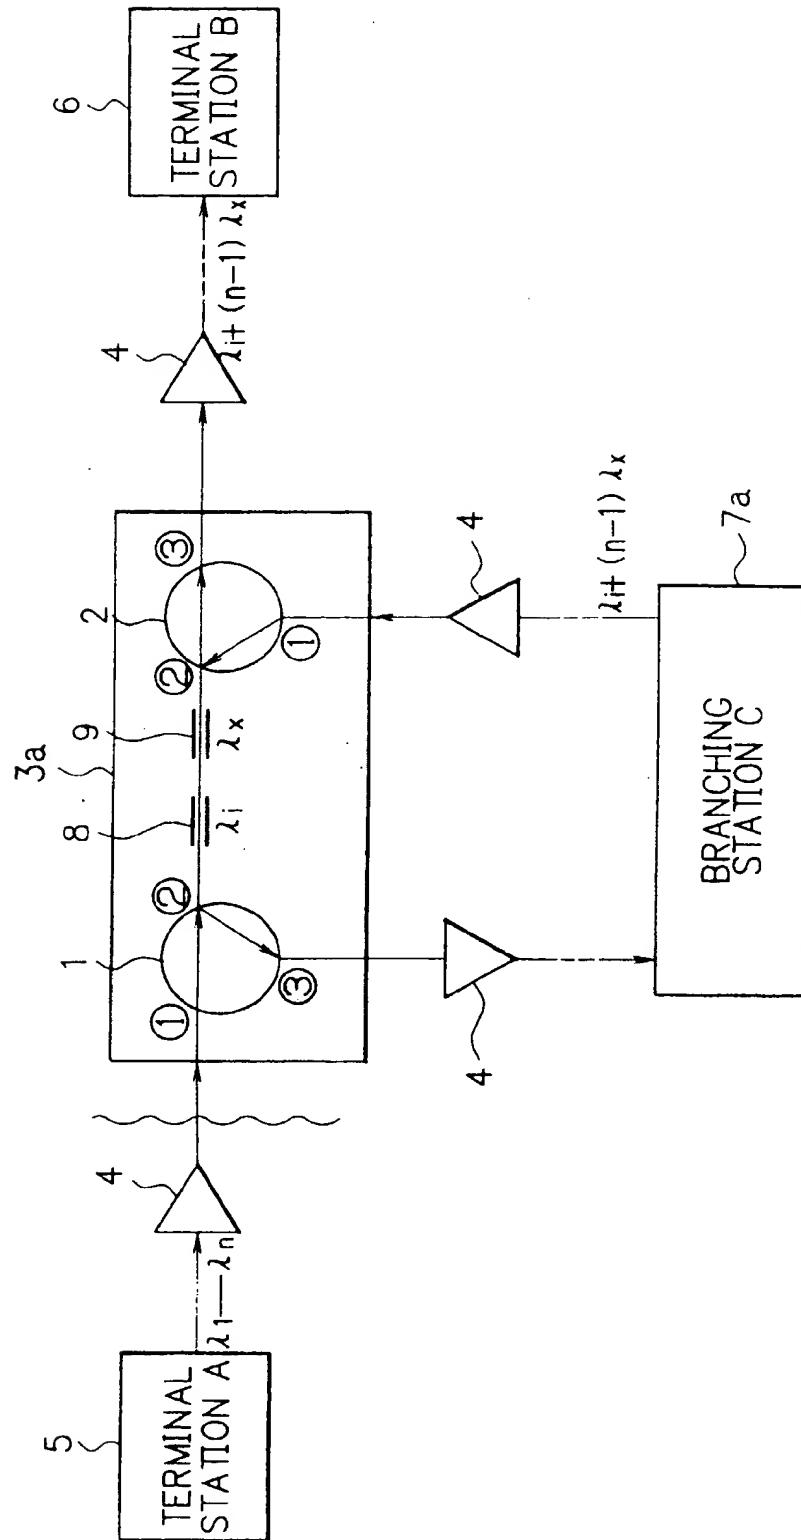 5
TERMINAL
STATION A
λ1—λn
4
3a
1
①
②
③
8
λi
9
λx
2
②
③
①
4
λi+ (n-1) λx
6
TERMINAL
STATION B
4
4
λi+ (n-1) λx
7a
BRANCHING
STATION C